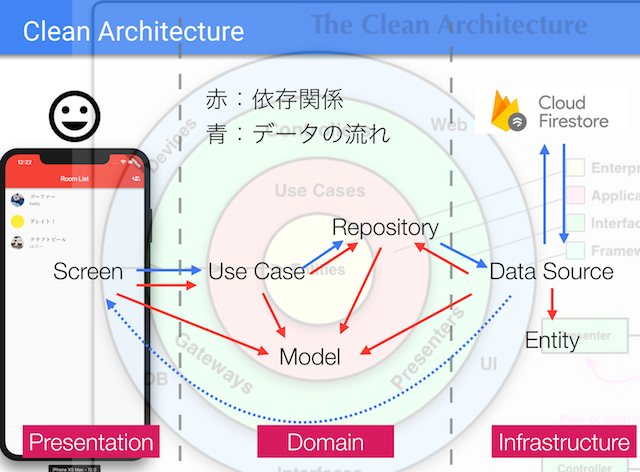 Clean Architecture
The Clean Architecture
赤：依存関係
青：データの流れ
Cloud
Firestore
Devices
Controllers
Web
Use Cases
Enterpr
Applica
Interfac
Framew
12:22
Room List
ゴーファー
hello
グレイト！
クラフトビール
はろー
Repository
Screen
Use Case
Entities
Data Source
Model
Entity
Presenter
Gateways
Presenters
DB
UI
Flow of contr
Presentation
Domain
Infrastructure
iPhone XS Max - 12.0
Interfaces
Controller